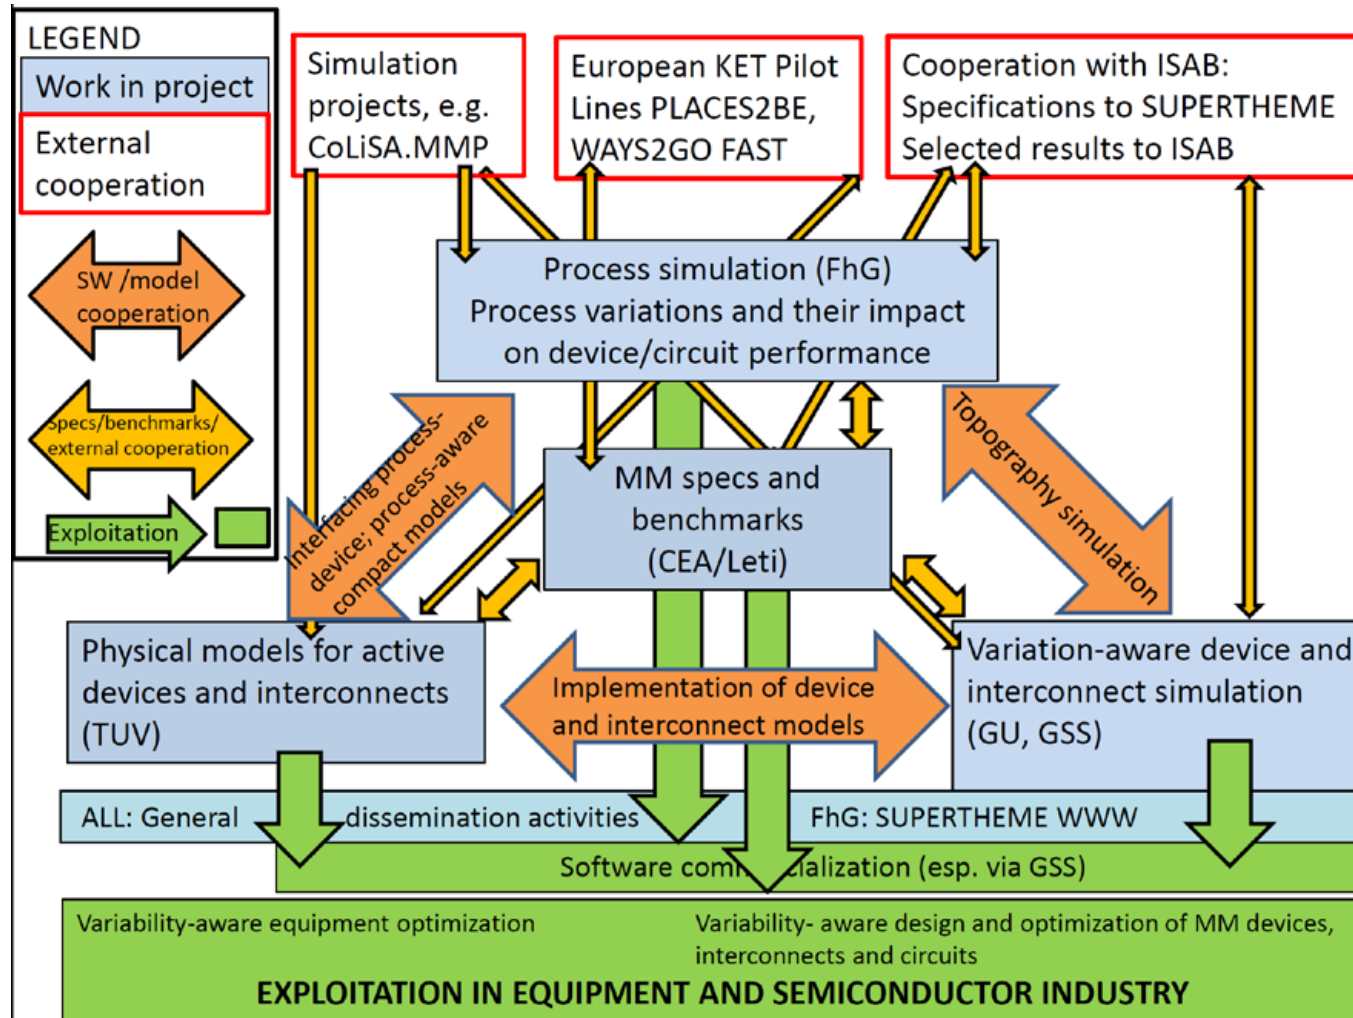 LEGEND
Work in project
External
cooperation
SW /model
cooperation
Specs/benchmarks/
external cooperation
Exploitation
Simulation
projects, e.g.
CoLiSA.MMP
European KET Pilot
Lines PLACES2BE,
WAYS2GO FAST
Cooperation with ISAB:
Specifications to SUPERTHEME
Selected results to ISAB
Process simulation (FhG)
Process variations and their impact
on device/circuit performance
Interfacing process-
device; process-aware
compact models
MM specs and
benchmarks
(CEA/Leti)
Topography simulation
Physical models for active
devices and interconnects
(TUV)
Implementation of device
and interconnect models
Variation-aware device and
interconnect simulation
(GU, GSS)
ALL: General dissemination activities
FhG: SUPERTHEME WWW
Software com cialization (esp. via GSS)
Variability-aware equipment optimization
Variability- aware design and optimization of MM devices,
interconnects and circuits
EXPLOITATION IN EQUIPMENT AND SEMICONDUCTOR INDUSTRY